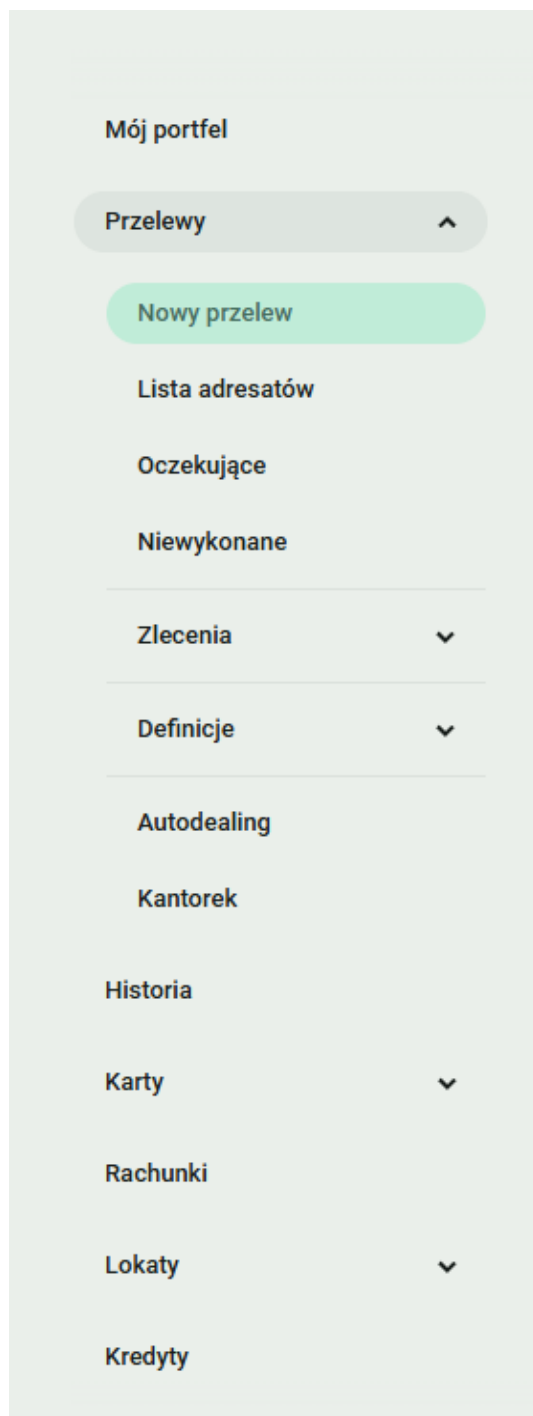 Mój portfel
Przelewy
Nowy przelew
Lista adresatów
Oczekujące
Niewykonane
Zlecenia
Definicje
Autodealing
Kantorek
Historia
Karty
Rachunki
Lokaty
Kredyty